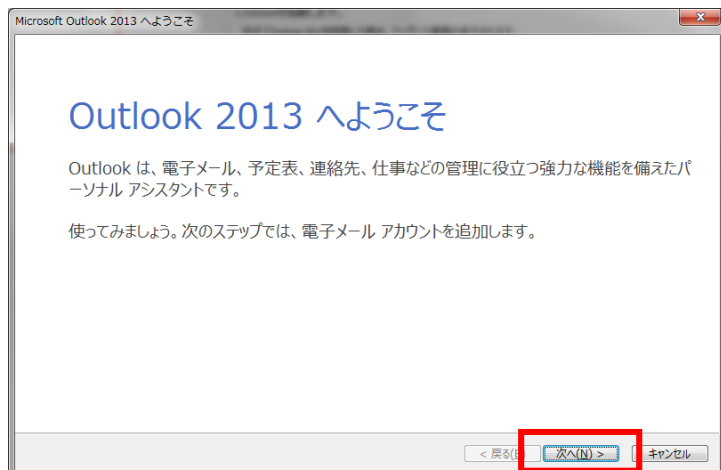 Microsoft Outlook 2013 へようこそ
Outlook 2013 へようこそ
Outlook は、電子メール、予定表、連絡先、仕事などの管理に役立つ強力な機能を備えたパ
ーソナル アシスタントです。
使ってみましょう。次のステップでは、電子メール アカウントを追加します。
< 戻る( 次へ(N) > キャンセル